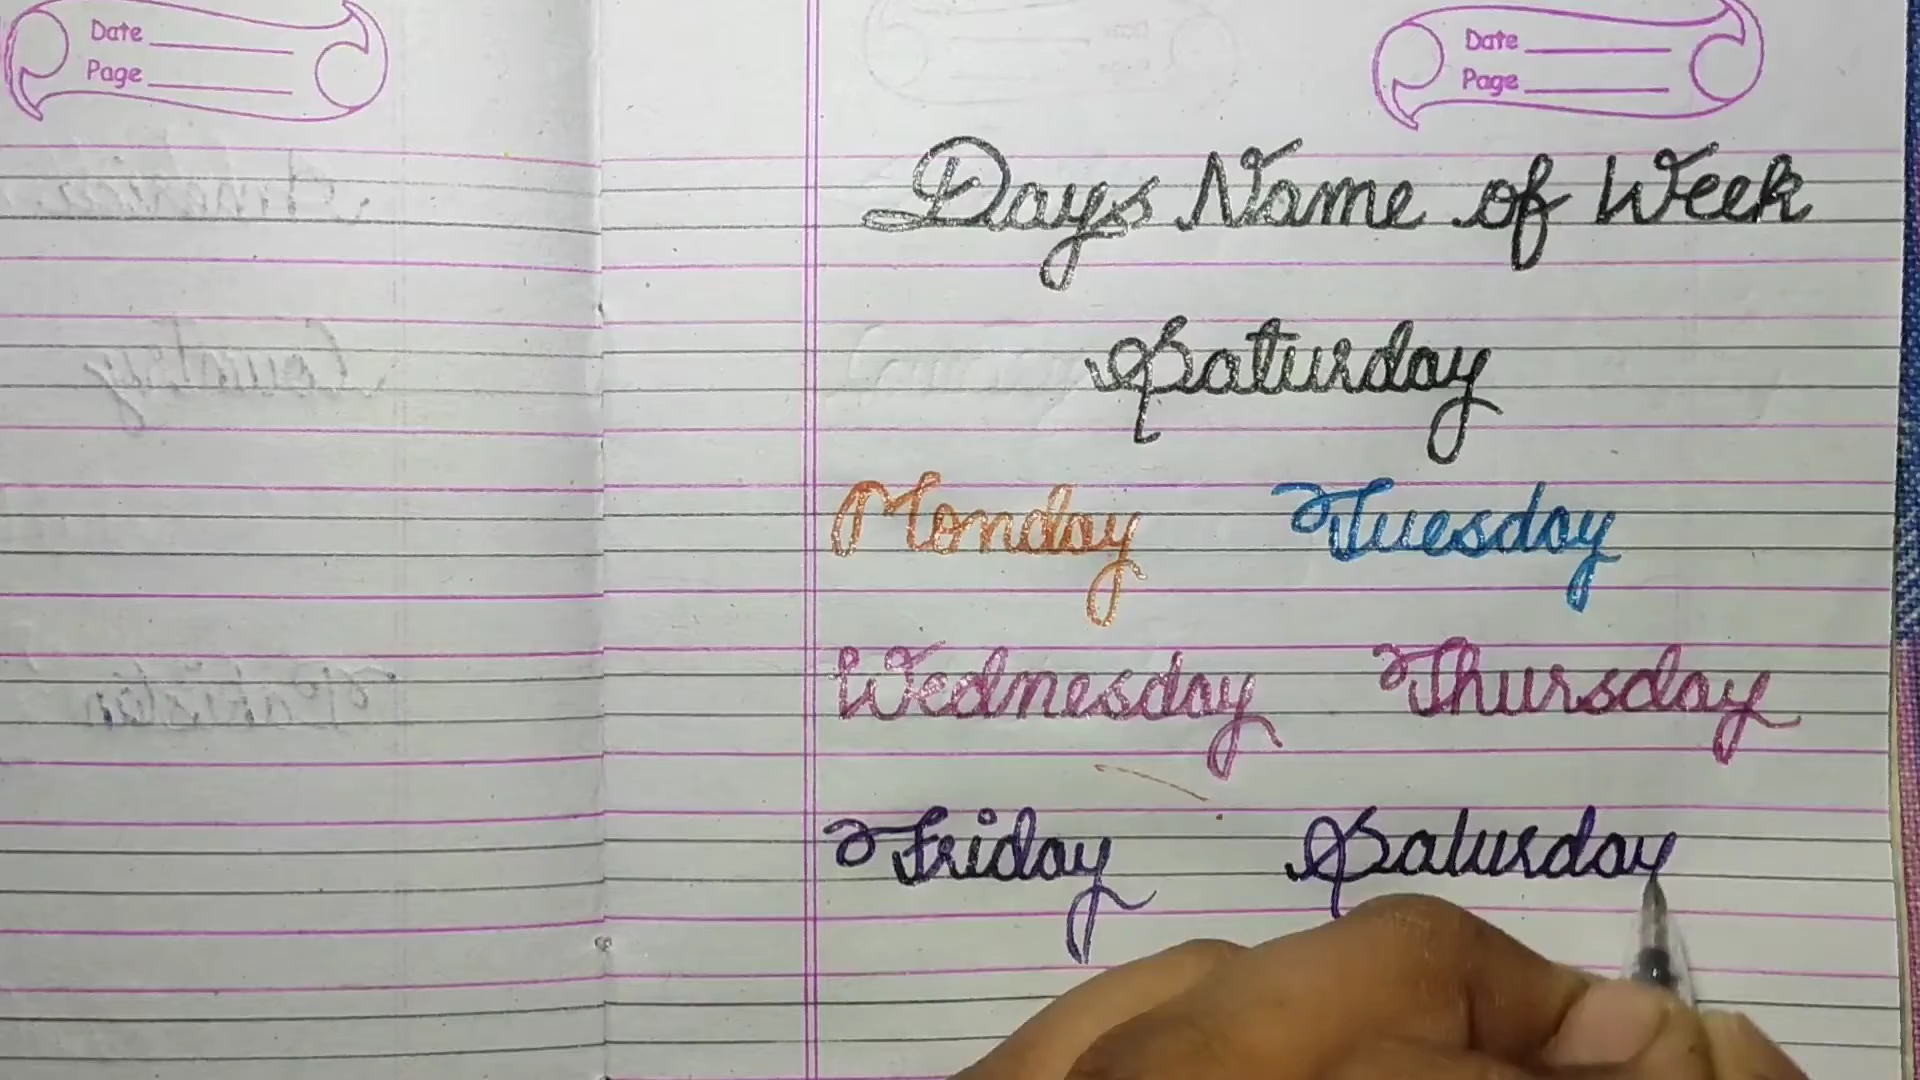 Date
Page
Date
Page
Days Name of Week
Saturday
Monday Tuesday
Wednesday Thursday
Friday Saturday